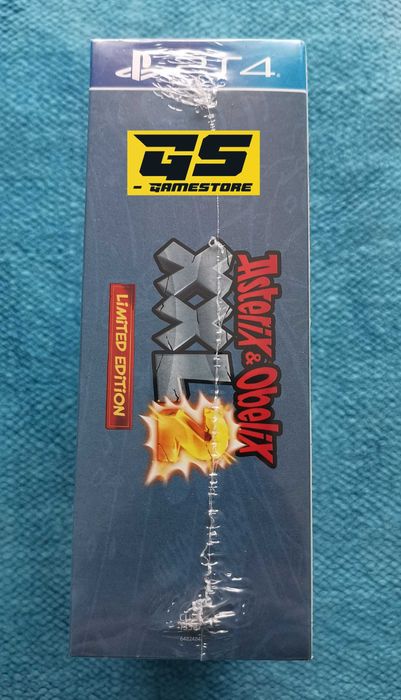 PS4
GS
- GAMESTORE
Asterix & Obelix
XXL
2
LIMITED EDITION